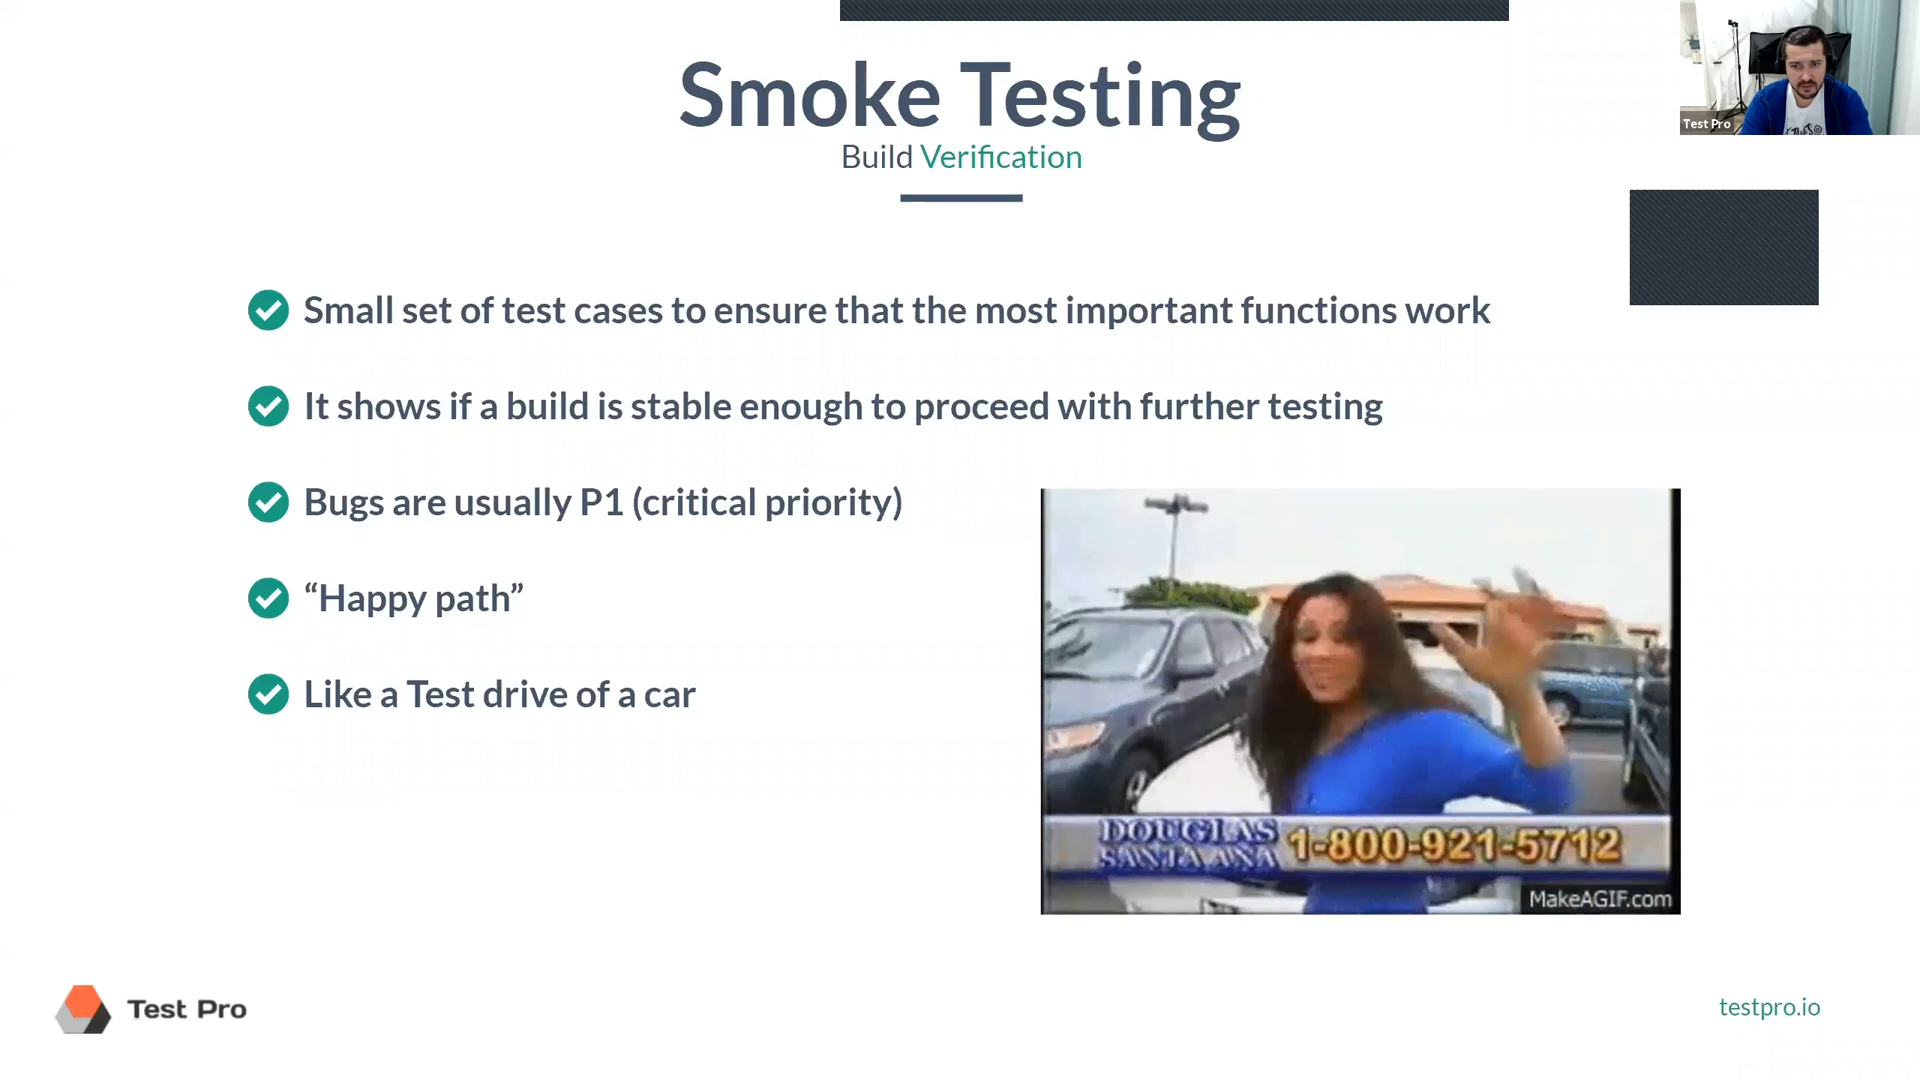 Smoke Testing
Build Verification
Test Pro
Small set of test cases to ensure that the most important functions work
It shows if a build is stable enough to proceed with further testing
Bugs are usually P1 (critical priority)
“Happy path”
Like a Test drive of a car
DOUGLAS
SANTA ANA
1-800-921-5712
MakeAGIF.com
Test Pro
testpro.io